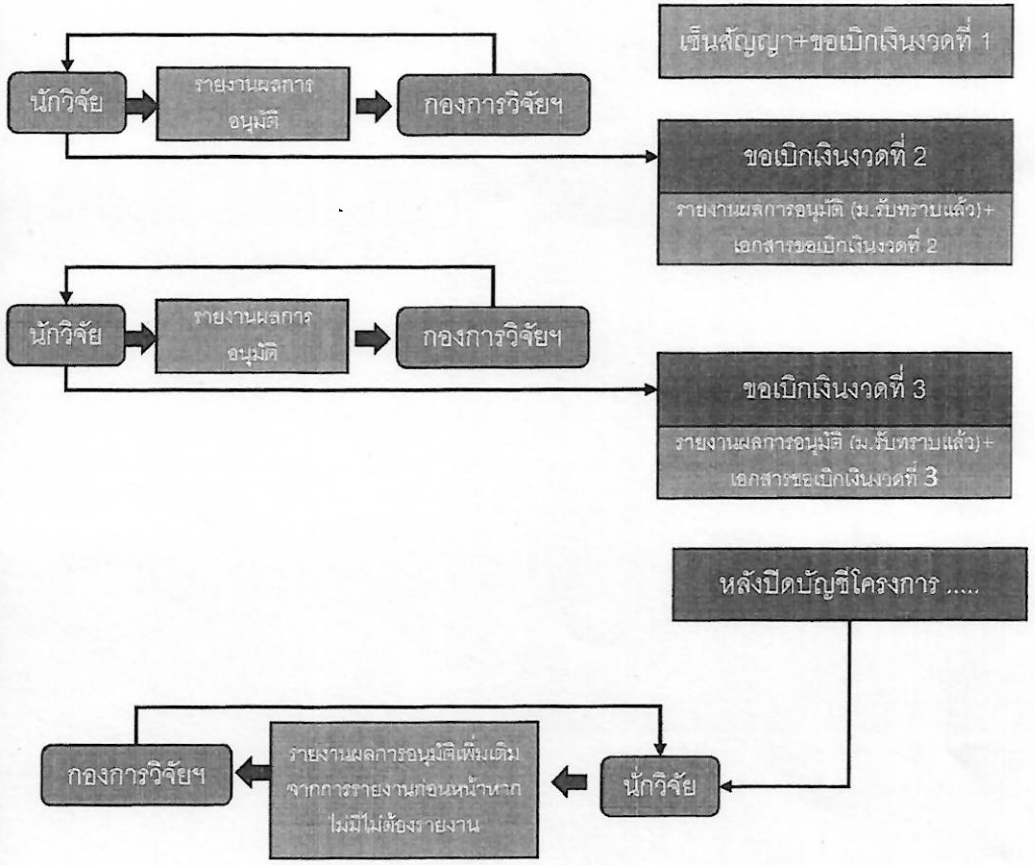 เซ็นสัญญา+ขอเบิกเงินงวดที่ 1
นักวิจัย
รายงานผลการ
อนุมัติ
กองการวิจัยฯ
ขอเบิกเงินงวดที่ 2
รายงานผลการอนุมัติ (ม.รับทราบแล้ว)+
เอกสารขอเบิกเงินงวดที่ 2
นักวิจัย
รายงานผลการ
อนุมัติ
กองการวิจัยฯ
ขอเบิกเงินงวดที่ 3
รายงานผลการอนุมัติ (ม.รับทราบแล้ว)+
เอกสารขอเบิกเงินงวดที่ 3
หลังปิดบัญชีโครงการ .....
กองการวิจัยฯ
รายงานผลการอนุมัติเพิ่มเติม
จากการรายงานก่อนหน้าหาก
ไม่มีไม่ต้องรายงาน
นักวิจัย